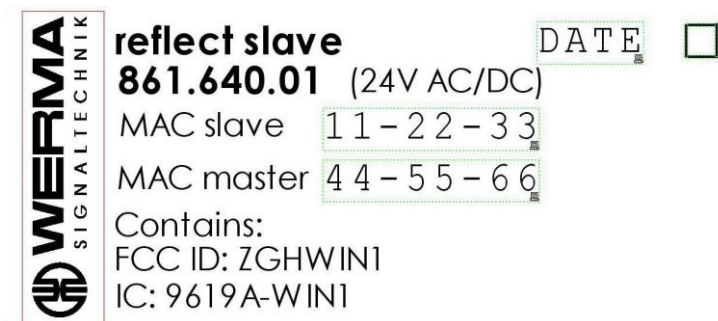 WERMA
SIGNALTECHNIK
reflect slave DATE
861.640.01 (24V AC/DC)
MAC slave 11-22-33
MAC master 44-55-66
Contains:
FCC ID: ZGHWIN1
IC: 9619A-WIN1